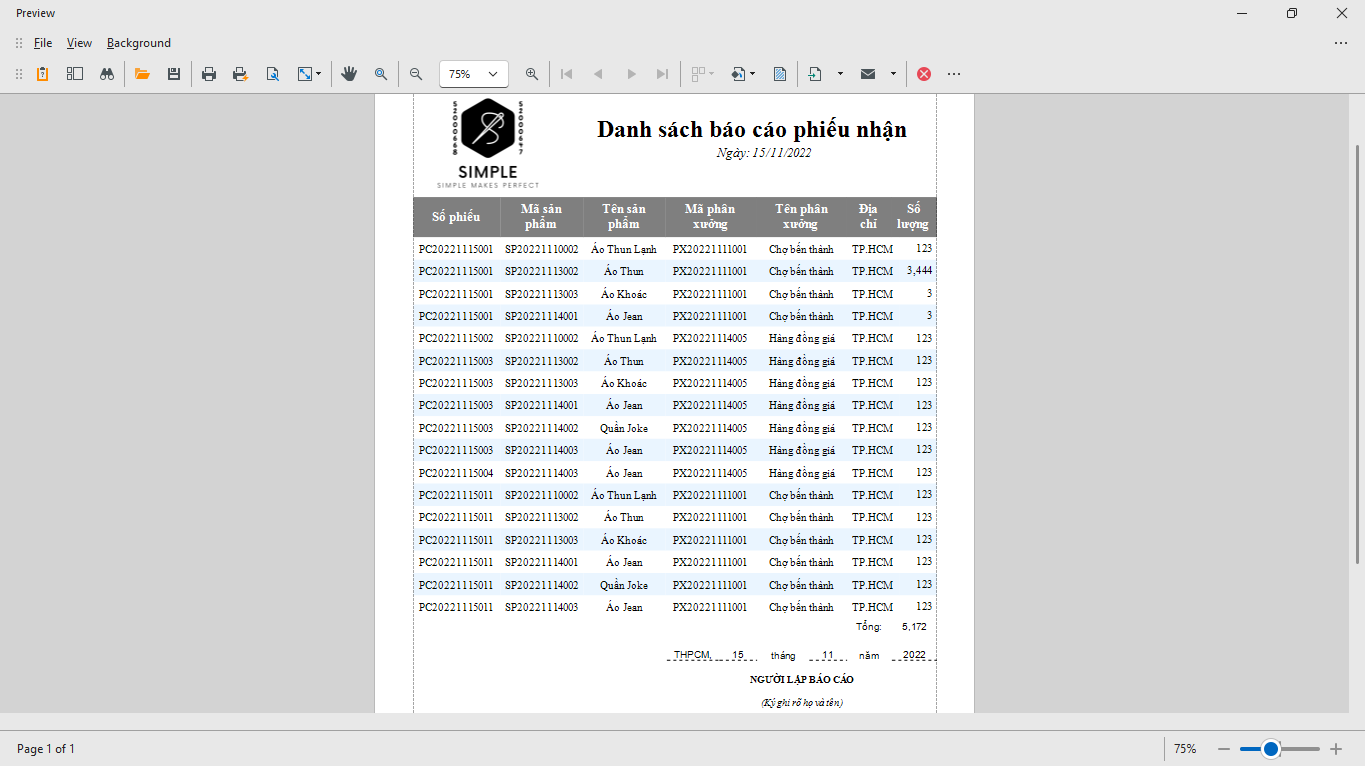 Preview
File View Background
75%
S2000668 S2000697
SIMPLE
SIMPLE MAKES PERFECT
Danh sách báo cáo phiếu nhận
Ngày: 15/11/2022
Số phiếu Mã sản phẩm Tên sản phẩm Mã phân xưởng Tên phân xưởng Địa chỉ Số lượng
PC20221115001 SP20221110002 Áo Thun Lạnh PX20221111001 Chợ bến thành TP.HCM 123
PC20221115001 SP20221113002 Áo Thun PX20221111001 Chợ bến thành TP.HCM 3,444
PC20221115001 SP20221113003 Áo Khoác PX20221111001 Chợ bến thành TP.HCM 3
PC20221115001 SP20221114001 Áo Jean PX20221111001 Chợ bến thành TP.HCM 3
PC20221115002 SP20221110002 Áo Thun Lạnh PX20221114005 Hàng đồng giá TP.HCM 123
PC20221115003 SP20221113002 Áo Thun PX20221114005 Hàng đồng giá TP.HCM 123
PC20221115003 SP20221113003 Áo Khoác PX20221114005 Hàng đồng giá TP.HCM 123
PC20221115003 SP20221114001 Áo Jean PX20221114005 Hàng đồng giá TP.HCM 123
PC20221115003 SP20221114002 Quần Joke PX20221114005 Hàng đồng giá TP.HCM 123
PC20221115003 SP20221114003 Áo Jean PX20221114005 Hàng đồng giá TP.HCM 123
PC20221115004 SP20221114003 Áo Jean PX20221114005 Hàng đồng giá TP.HCM 123
PC20221115011 SP20221110002 Áo Thun Lạnh PX20221111001 Chợ bến thành TP.HCM 123
PC20221115011 SP20221113002 Áo Thun PX20221111001 Chợ bến thành TP.HCM 123
PC20221115011 SP20221113003 Áo Khoác PX20221111001 Chợ bến thành TP.HCM 123
PC20221115011 SP20221114001 Áo Jean PX20221111001 Chợ bến thành TP.HCM 123
PC20221115011 SP20221114002 Quần Joke PX20221111001 Chợ bến thành TP.HCM 123
PC20221115011 SP20221114003 Áo Jean PX20221111001 Chợ bến thành TP.HCM 123
Tổng: 5,172
THPCM, 15 tháng 11 năm 2022
NGƯỜI LẬP BÁO CÁO
(Ký ghi rõ họ và tên)
Page 1 of 1 75%